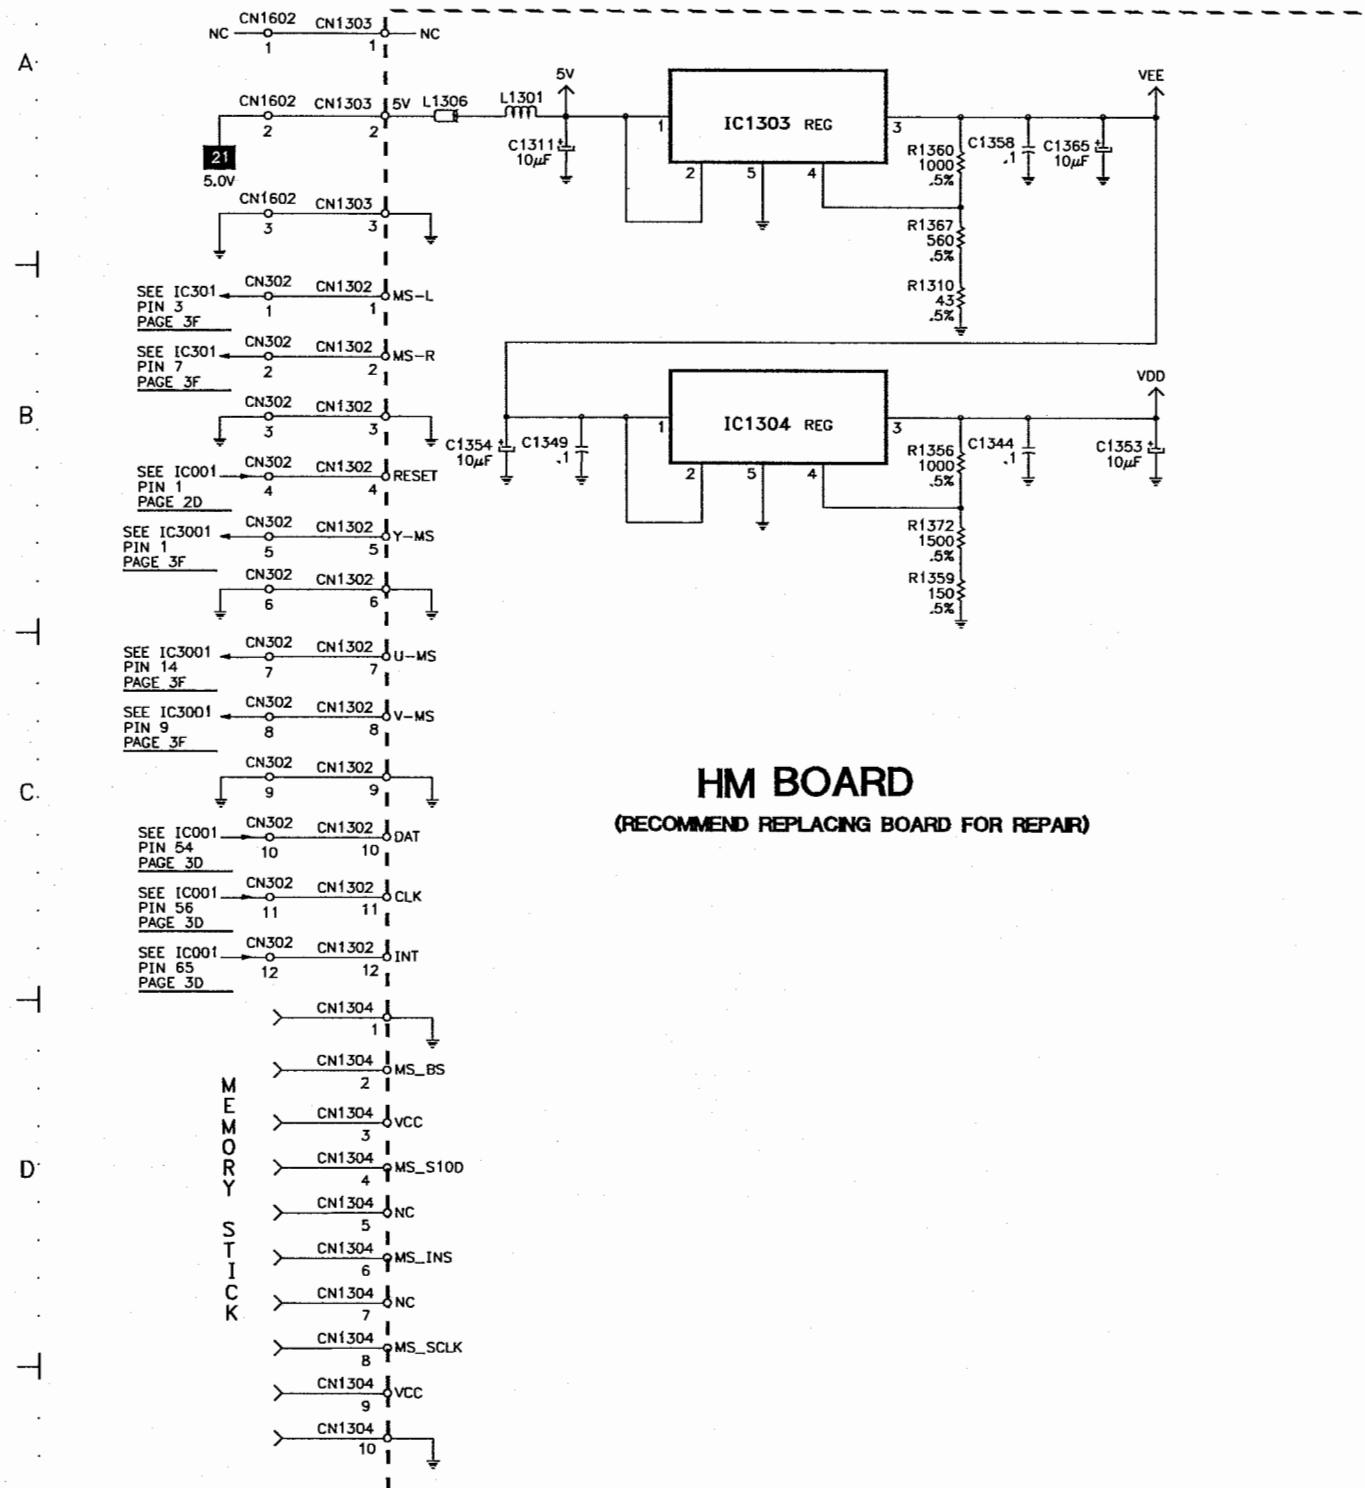 CN1602 CN1303
NC NC
1 1
A
CN1602 CN1303 5V L1306 L1301 5V VEE
2 2
21
5.0V
C1311+
10μF
1 IC1303 REG 3
2 5 4
R1360
1000
.5%
C1358
.1
C1365+
10μF
CN1602 CN1303
3 3
R1367
560
.5%
R1310
43
.5%
SEE IC301
PIN 3
PAGE 3F
CN302 CN1302 MS-L
1 1
SEE IC301
PIN 7
PAGE 3F
CN302 CN1302 MS-R
2 2
B
CN302 CN1302
3 3
C1354+
10μF
C1349
.1
1 IC1304 REG 3
2 5 4
VDD
R1356
1000
.5%
C1344
.1
C1353+
10μF
R1372
1500
.5%
R1359
150
.5%
SEE IC001
PIN 1
PAGE 2D
CN302 CN1302 RESET
4 4
SEE IC3001
PIN 1
PAGE 3F
CN302 CN1302 Y-MS
5 5
CN302 CN1302
6 6
SEE IC3001
PIN 14
PAGE 3F
CN302 CN1302 U-MS
7 7
SEE IC3001
PIN 9
PAGE 3F
CN302 CN1302 V-MS
8 8
C
CN302 CN1302
9 9
HM BOARD
(RECOMMEND REPLACING BOARD FOR REPAIR)
SEE IC001
PIN 54
PAGE 3D
CN302 CN1302 DAT
10 10
SEE IC001
PIN 56
PAGE 3D
CN302 CN1302 CLK
11 11
SEE IC001
PIN 65
PAGE 3D
CN302 CN1302 INT
12 12
CN1304
1
CN1304 MS_BS
2
CN1304 VCC
3
D
MEMORY STICK
CN1304 MS_S10D
4
CN1304 NC
5
CN1304 MS_INS
6
CN1304 NC
7
CN1304 MS_SCLK
8
CN1304 VCC
9
CN1304
10